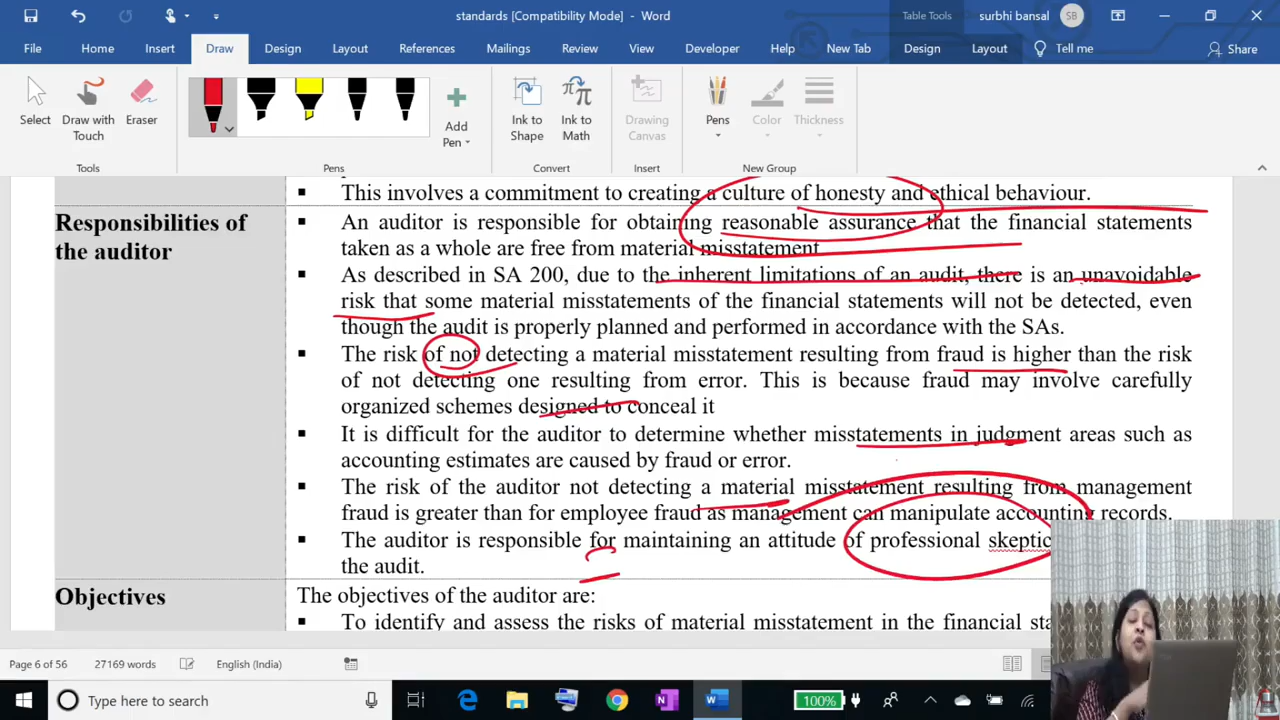 standards [Compatibility Mode] - Word
Table Tools
surbhi bansal
SB
File Home Insert Draw Design Layout References Mailings Review View Developer Help New Tab Design Layout Tell me Share
Select
Draw with Touch
Eraser
Add Pen
Ink to Shape
Ink to Math
Drawing Canvas
Pens
Color
Thickness
Tools Pens Convert Insert New Group
▪ This involves a commitment to creating a culture of honesty and ethical behaviour.
Responsibilities of the auditor
▪ An auditor is responsible for obtaining reasonable assurance that the financial statements
taken as a whole are free from material misstatement
▪ As described in SA 200, due to the inherent limitations of an audit, there is an unavoidable
risk that some material misstatements of the financial statements will not be detected, even
though the audit is properly planned and performed in accordance with the SAs.
▪ The risk of not detecting a material misstatement resulting from fraud is higher than the risk
of not detecting one resulting from error. This is because fraud may involve carefully
organized schemes designed to conceal it
▪ It is difficult for the auditor to determine whether misstatements in judgment areas such as
accounting estimates are caused by fraud or error.
▪ The risk of the auditor not detecting a material misstatement resulting from management
fraud is greater than for employee fraud as management can manipulate accounting records.
▪ The auditor is responsible for maintaining an attitude of professional skeptic
the audit.
Objectives
The objectives of the auditor are:
▪ To identify and assess the risks of material misstatement in the financial sta
Page 6 of 56 27169 words English (India)
Type here to search
100%